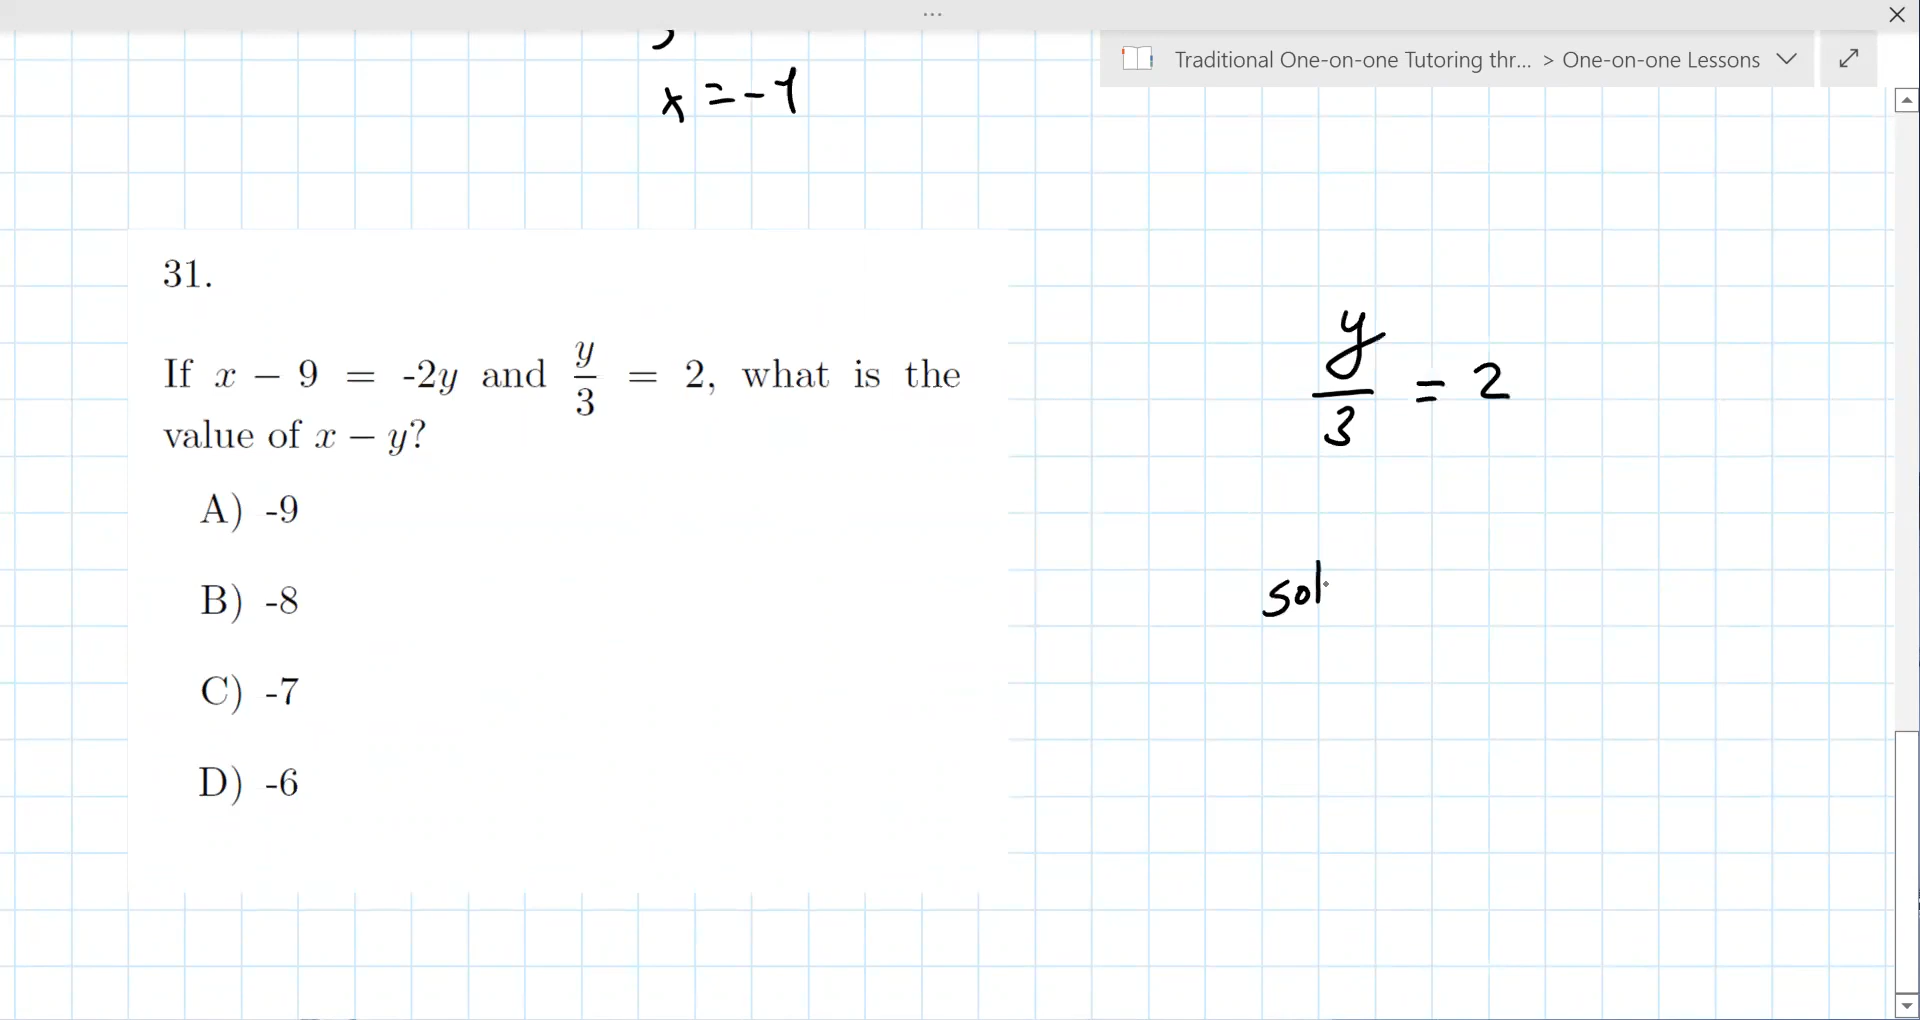 ...
Traditional One-on-one Tutoring thr... > One-on-one Lessons
x = -1
31.
If x − 9 = -2y and y/3 = 2, what is the
value of x − y?
A) -9
B) -8
C) -7
D) -6
y/3 = 2
sol